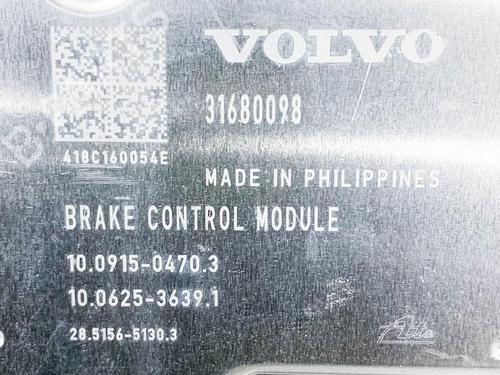 VOLVO
31680098
418C160054E
MADE IN PHILIPPINES
BRAKE CONTROL MODULE
10.0915-0470.3
10.0625-3639.1
28.5156-5130.3
Ate